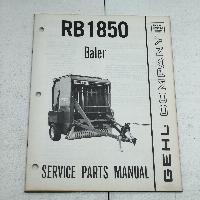 RB1850
Baler
GEHL COMPANY
SERVICE PARTS MANUAL